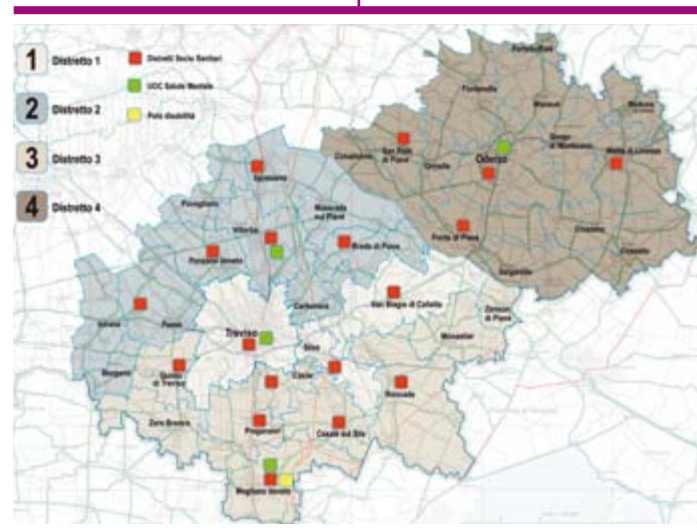 1 Distretto 1
2 Distretto 2
3 Distretto 3
4 Distretto 4
Distretti Socio Sanitari
UOC Salute Mentale
Polo disabilità
Portobuffolè
Fontanelle
Mansuè
Gorgo
di Monticano
Motta di Livenza
Cimadolmo
San Polo
di Piave
Ormelle
Oderzo
Ponte di Piave
Chiarano
Cessalto
Salgareda
Spresiano
Povegliano
Maserada
sul Piave
Villorba
Ponzano Veneto
Breda di Piave
Carbonera
Istrana
Paese
Morgano
Treviso
San Biagio di Callalta
Zenson
di Piave
Monastier
Silea
Quinto
di Treviso
Casier
Roncade
Zero Branco
Preganziol
Casale sul Sile
Mogliano Veneto